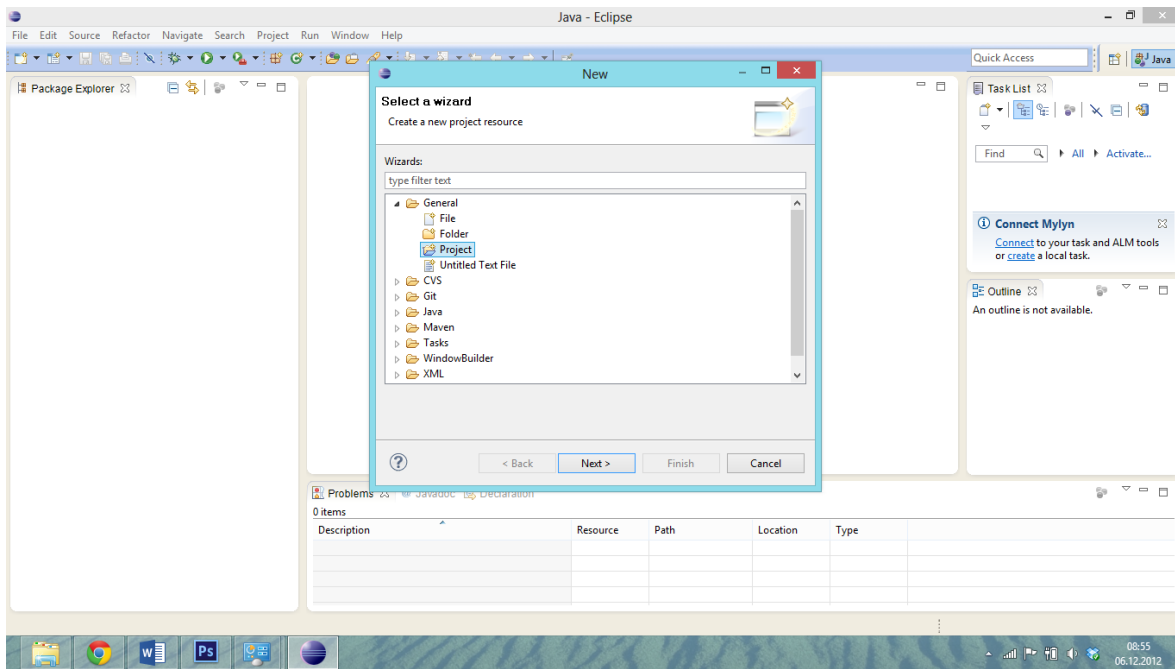 Java - Eclipse
File Edit Source Refactor Navigate Search Project Run Window Help
Quick Access
Java
Package Explorer
New
Select a wizard
Create a new project resource
Wizards:
type filter text
General
File
Folder
Project
Untitled Text File
CVS
Git
Java
Maven
Tasks
WindowBuilder
XML
< Back Next > Finish Cancel
Task List
Find All Activate...
Connect Mylyn
Connect to your task and ALM tools
or create a local task.
Outline
An outline is not available.
Problems Javadoc Declaration
0 items
Description Resource Path Location Type
W Ps
08:55
06.12.2012